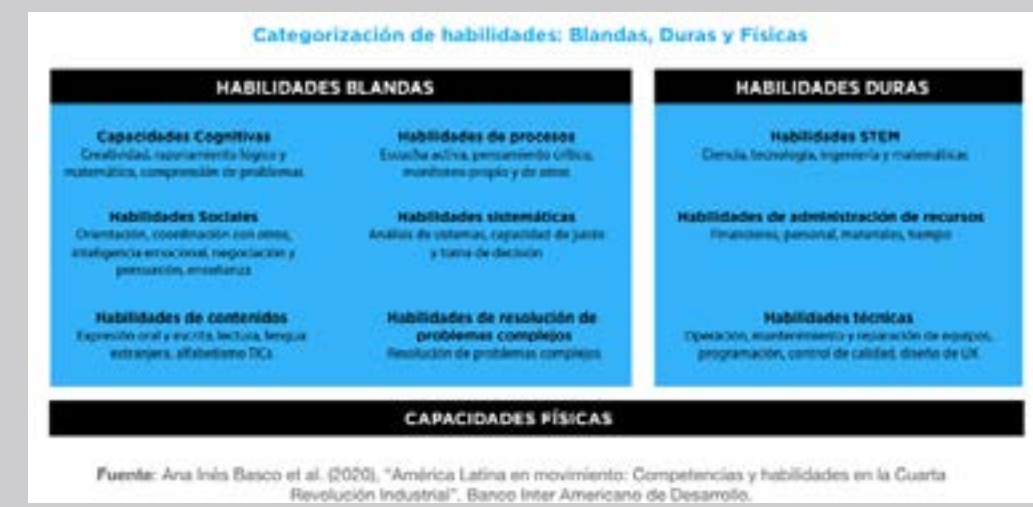 Categorización de habilidades: Blandas, Duras y Físicas
HABILIDADES BLANDAS
Capacidades Cognitivas
Creatividad, razonamiento lógico y
matemático, comprensión de problemas
Habilidades de procesos
Escucha activa, pensamiento crítico,
monitoreo propio y de otros
Habilidades Sociales
Orientación, coordinación con otros,
inteligencia emocional, negociación y
persuasión, enseñanza
Habilidades sistemáticas
Análisis de sistemas, capacidad de juicio
y toma de decisión
Habilidades de contenidos
Expresión oral y escrita, lectura, lengua
extranjera, alfabetismo TICs
Habilidades de resolución de
problemas complejos
Resolución de problemas complejos
HABILIDADES DURAS
Habilidades STEM
Ciencia, tecnología, ingeniería y matemáticas
Habilidades de administración de recursos
Financieros, personal, materiales, tiempo
Habilidades técnicas
Operación, mantenimiento y reparación de equipos,
programación, control de calidad, diseño de UX
CAPACIDADES FÍSICAS
Fuente: Ana Inés Basco et al. (2020), "América Latina en movimiento: Competencias y habilidades en la Cuarta
Revolución Industrial". Banco Inter Americano de Desarrollo.